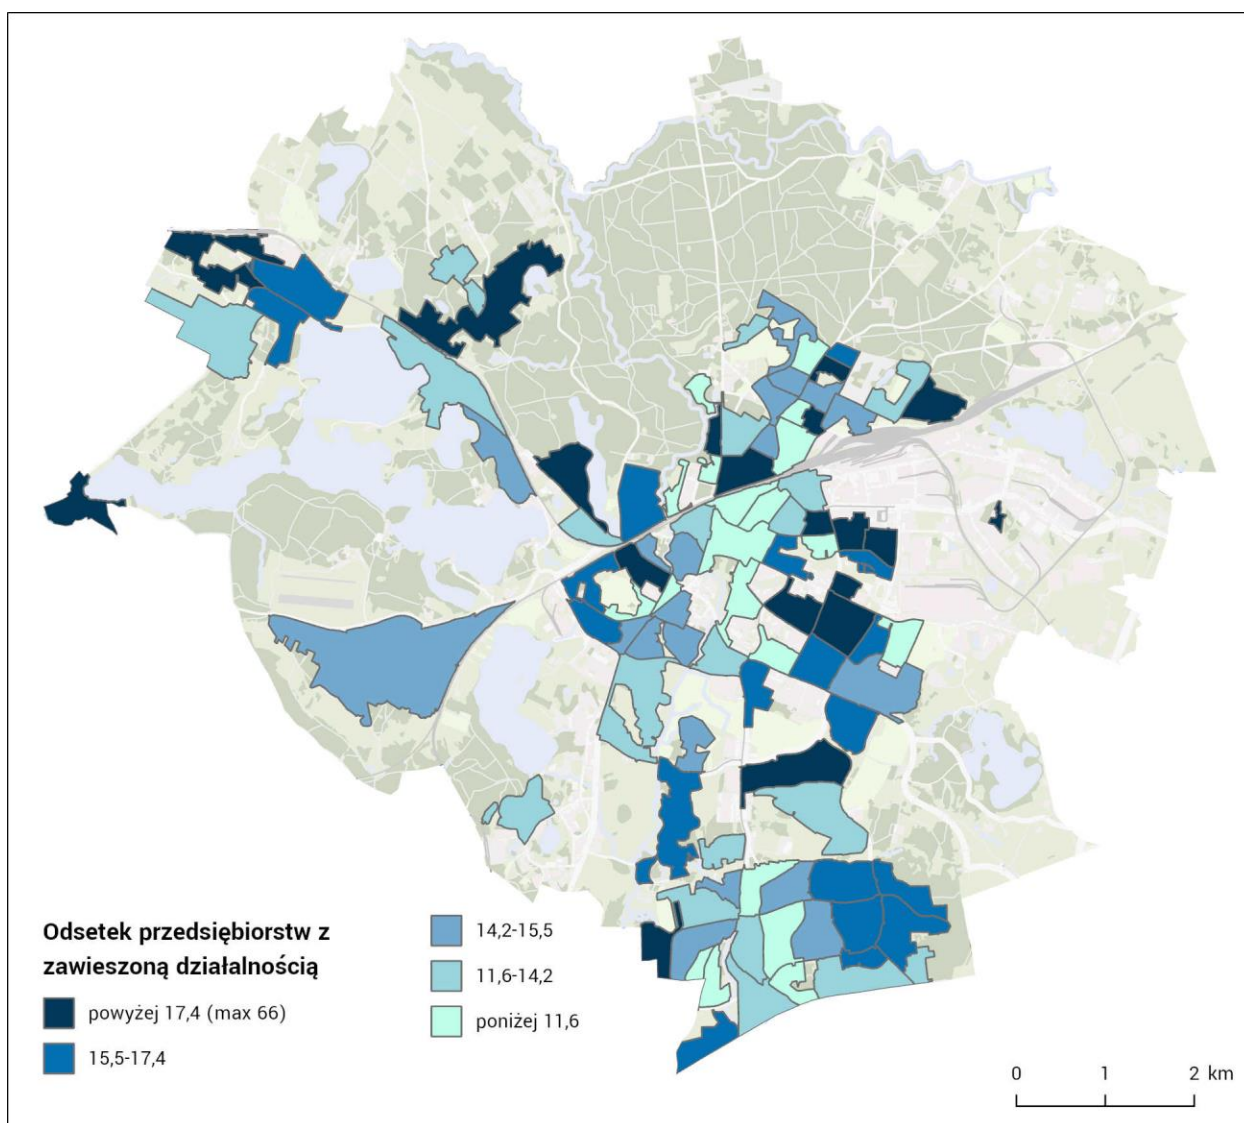 Odsetek przedsiębiorstw z
zawieszoną działalnością
powyżej 17,4 (max 66)
15,5-17,4
14,2-15,5
11,6-14,2
poniżej 11,6
0 1 2 km